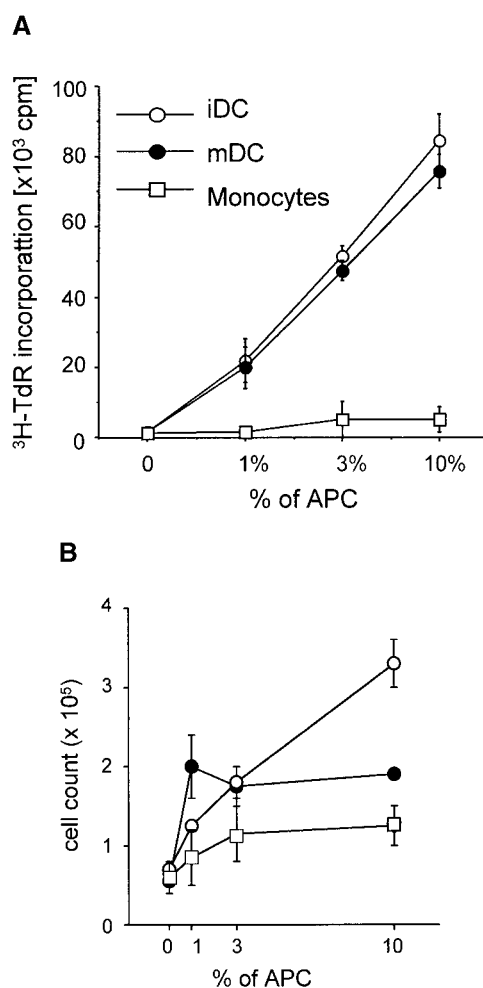 A
³H-TdR incorporattion [x10³ cpm]
100
80
60
40
20
0
iDC
mDC
Monocytes
0 1% 3% 10%
% of APC
B
cell count (x 10⁵)
4
3
2
1
0
0 1 3 10
% of APC